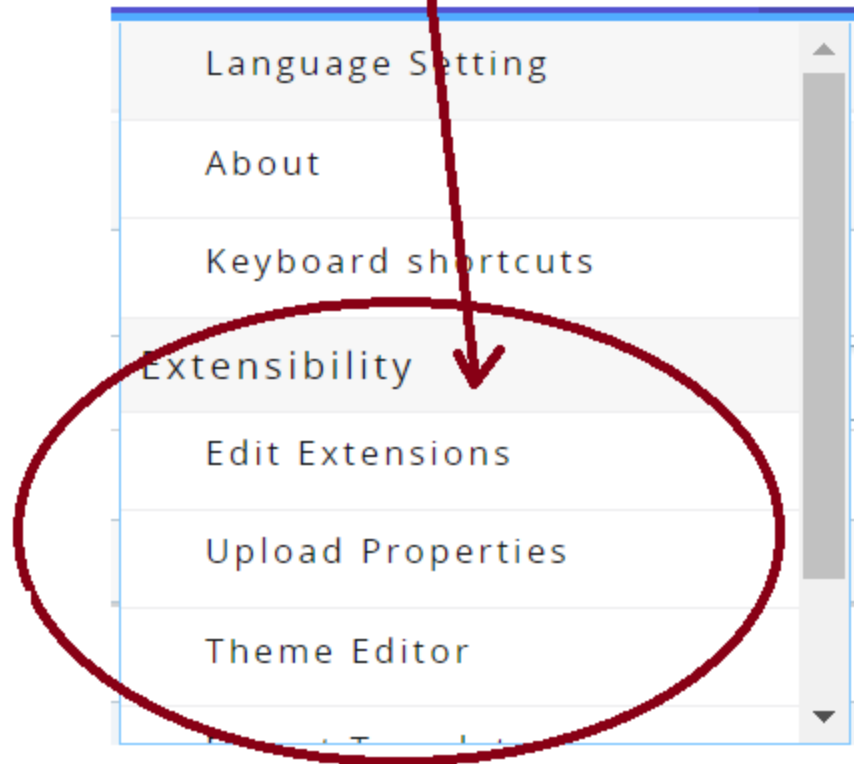 Language Setting
About
Keyboard shortcuts
Extensibility
Edit Extensions
Upload Properties
Theme Editor